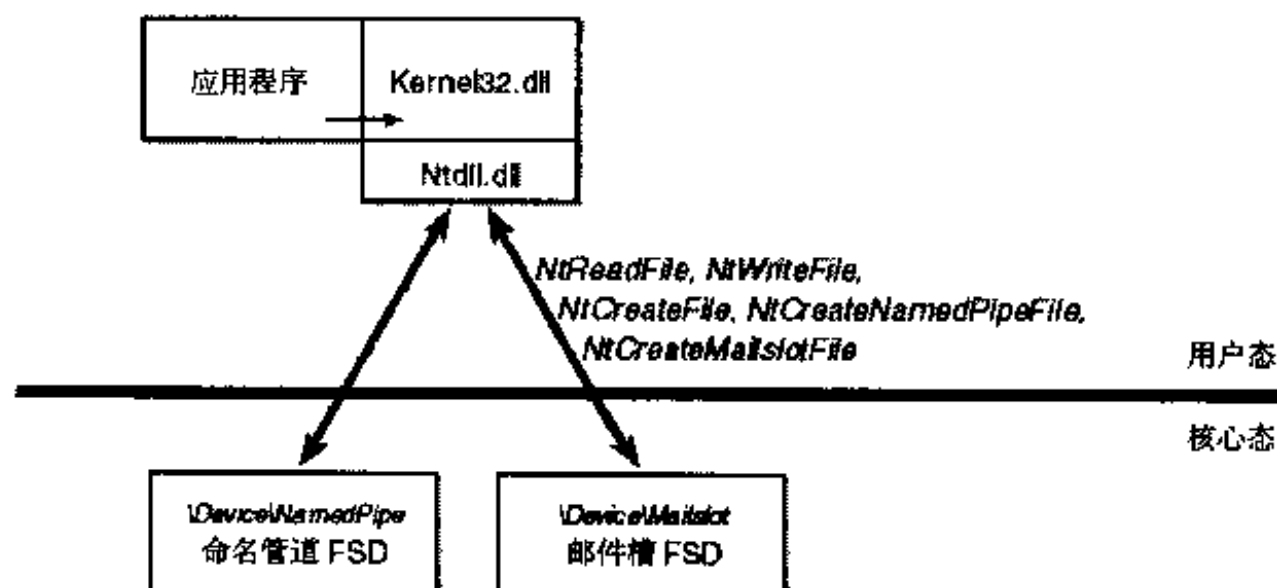 应用程序
Kernel32.dll
Ntdll.dll
NtReadFile, NtWriteFile,
NtCreateFile, NtCreateNamedPipeFile,
NtCreateMailslotFile
用户态
核心态
\Device\NamedPipe
命名管道 FSD
\Device\Mailslot
邮件槽 FSD